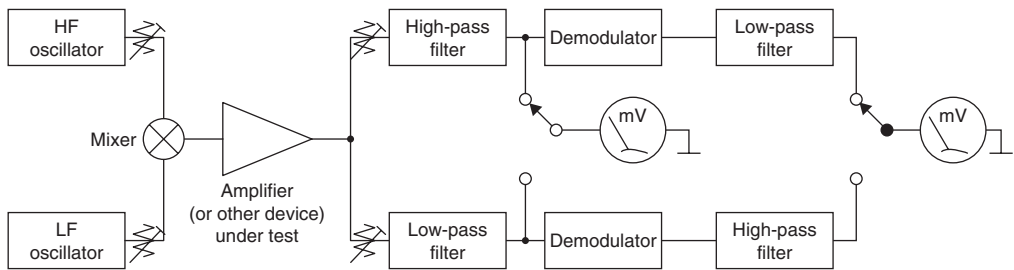 HF
oscillator
High-pass
filter
Demodulator
Low-pass
filter
Mixer
mV
mV
Amplifier
(or other device)
under test
LF
oscillator
Low-pass
filter
Demodulator
High-pass
filter